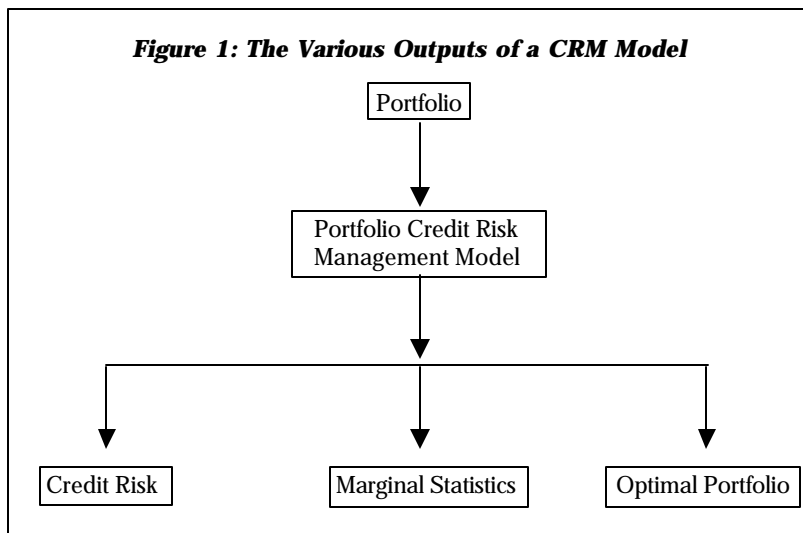 Figure 1: The Various Outputs of a CRM Model
Portfolio
Portfolio Credit Risk
Management Model
Credit Risk
Marginal Statistics
Optimal Portfolio